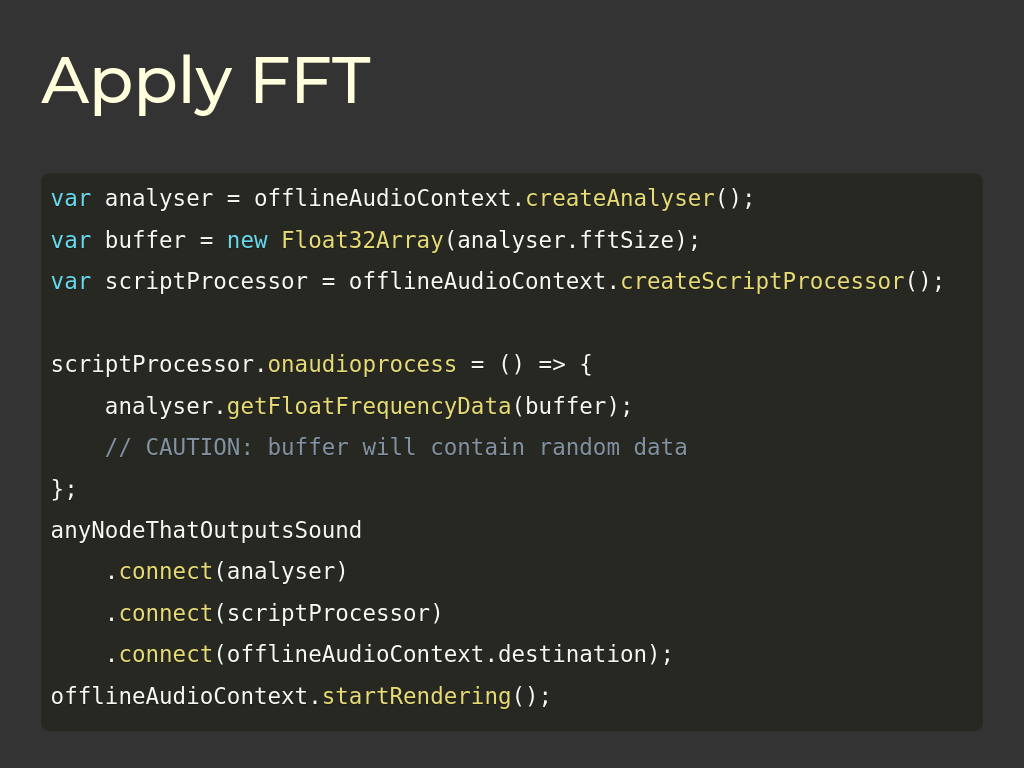 Apply FFT
var analyser = offlineAudioContext.createAnalyser();
var buffer = new Float32Array(analyser.fftSize);
var scriptProcessor = offlineAudioContext.createScriptProcessor();
scriptProcessor.onaudioprocess = () => {
    analyser.getFloatFrequencyData(buffer);
    // CAUTION: buffer will contain random data
};
anyNodeThatOutputsSound
    .connect(analyser)
    .connect(scriptProcessor)
    .connect(offlineAudioContext.destination);
offlineAudioContext.startRendering();